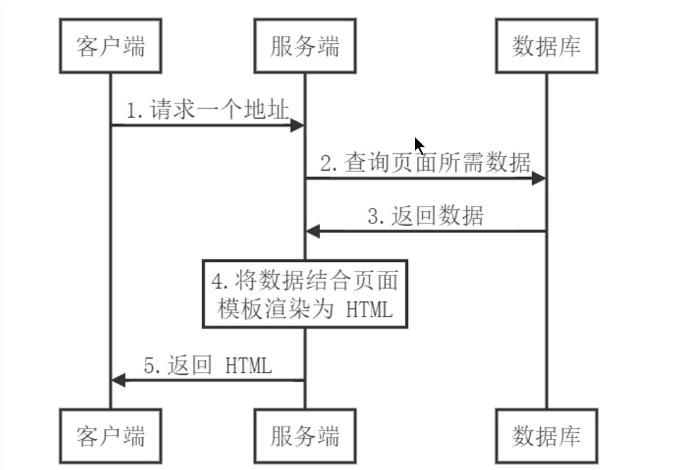 客户端
服务端
数据库
1.请求一个地址
2.查询页面所需数据
3.返回数据
4.将数据结合页面
模板渲染为 HTML
5.返回 HTML
客户端
服务端
数据库